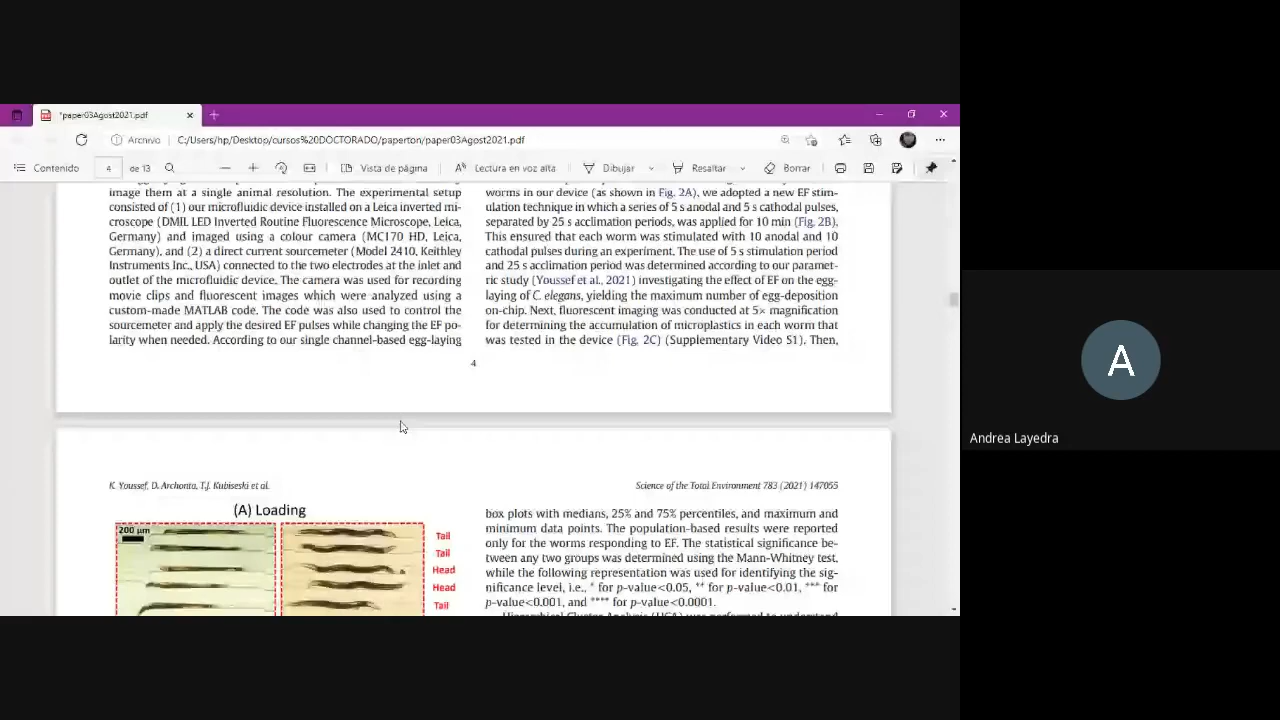 *paper03Agost2021.pdf
Archivo
C:/Users/hp/Desktop/cursos%20DOCTORADO/paperton/paper03Agost2021.pdf
Contenido
4
de 13
Vista de página
Lectura en voz alta
Dibujar
Resaltar
Borrar
image them at a single animal resolution. The experimental setup
consisted of (1) our microfluidic device installed on a Leica inverted mi-
croscope (DMIL LED Inverted Routine Fluorescence Microscope, Leica,
Germany) and imaged using a colour camera (MC170 HD, Leica,
Germany), and (2) a direct current sourcemeter (Model 2410, Keithley
Instruments Inc., USA) connected to the two electrodes at the inlet and
outlet of the microfluidic device. The camera was used for recording
movie clips and fluorescent images which were analyzed using a
custom-made MATLAB code. The code was also used to control the
sourcemeter and apply the desired EF pulses while changing the EF po-
larity when needed. According to our single channel-based egg-laying
worms in our device (as shown in Fig. 2A), we adopted a new EF stim-
ulation technique in which a series of 5 s anodal and 5 s cathodal pulses,
separated by 25 s acclimation periods, was applied for 10 min (Fig. 2B).
This ensured that each worm was stimulated with 10 anodal and 10
cathodal pulses during an experiment. The use of 5 s stimulation period
and 25 s acclimation period was determined according to our paramet-
ric study (Youssef et al., 2021) investigating the effect of EF on the egg-
laying of C. elegans, yielding the maximum number of egg-deposition
on-chip. Next, fluorescent imaging was conducted at 5× magnification
for determining the accumulation of microplastics in each worm that
was tested in the device (Fig. 2C) (Supplementary Video S1). Then,
4
K. Youssef, D. Archonta, T.J. Kubiseski et al.
Science of the Total Environment 783 (2021) 147055
(A) Loading
200 μm
Tail
Tail
Head
Head
Tail
box plots with medians, 25% and 75% percentiles, and maximum and
minimum data points. The population-based results were reported
only for the worms responding to EF. The statistical significance be-
tween any two groups was determined using the Mann-Whitney test,
while the following representation was used for identifying the sig-
nificance level, i.e., * for p-value<0.05, ** for p-value<0.01, *** for
p-value<0.001, and **** for p-value<0.0001.
Hierarchical Cluster Analysis (HCA) was performed to understand
A
Andrea Layedra